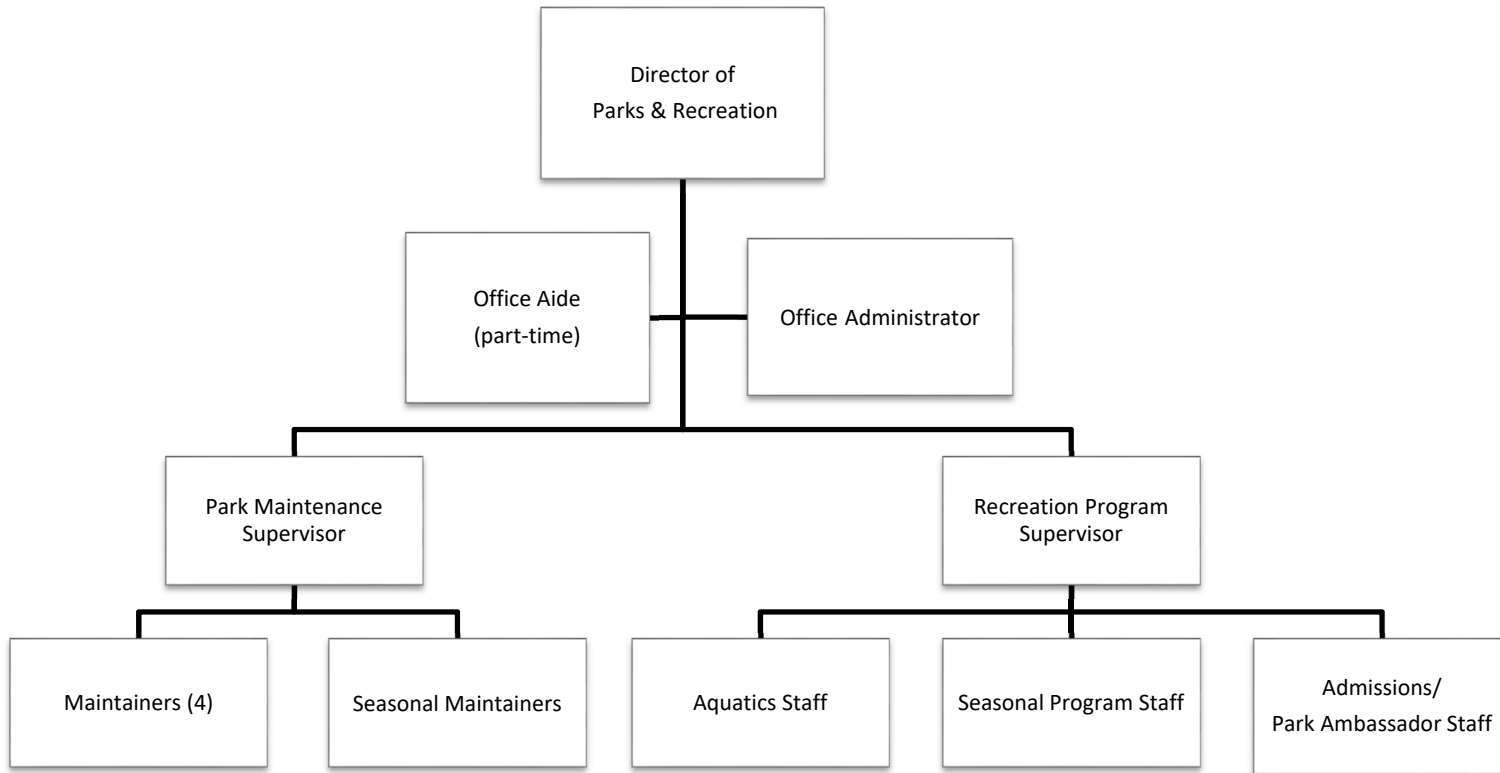 Director of
Parks & Recreation
Office Aide
(part-time)
Office Administrator
Park Maintenance
Supervisor
Recreation Program
Supervisor
Maintainers (4)
Seasonal Maintainers
Aquatics Staff
Seasonal Program Staff
Admissions/
Park Ambassador Staff